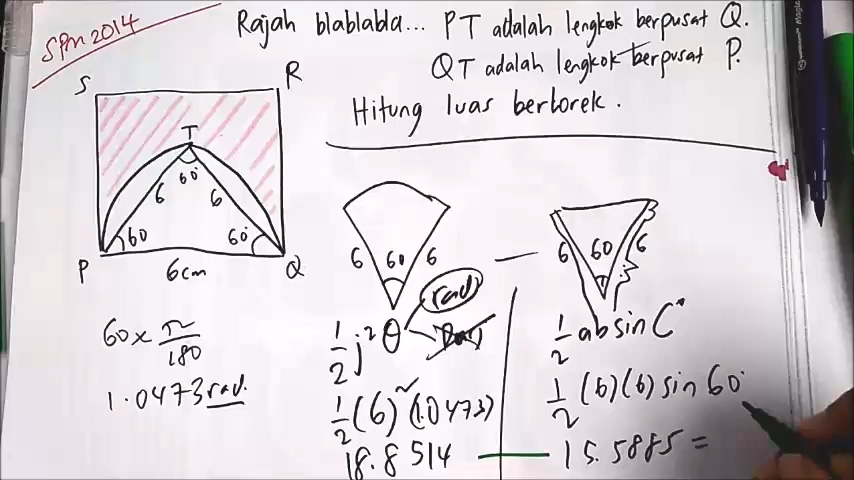 SPM 2014
Rajah blablabla... PT adalah lengkok berpusat Q.
QT adalah lengkok berpusat P.
Hitung luas berlorek.
S
R
T
60°
6
6
60
60°
P
Q
6cm
6
60
6
—
6
60
6
rad
60 × π/180
1.0473 rad.
1/2 j² θ
1/2 (6)² (1.0473)
18.8514
1/2 ab sin C°
1/2 (6)(6) sin 60°
— 15.5885 =